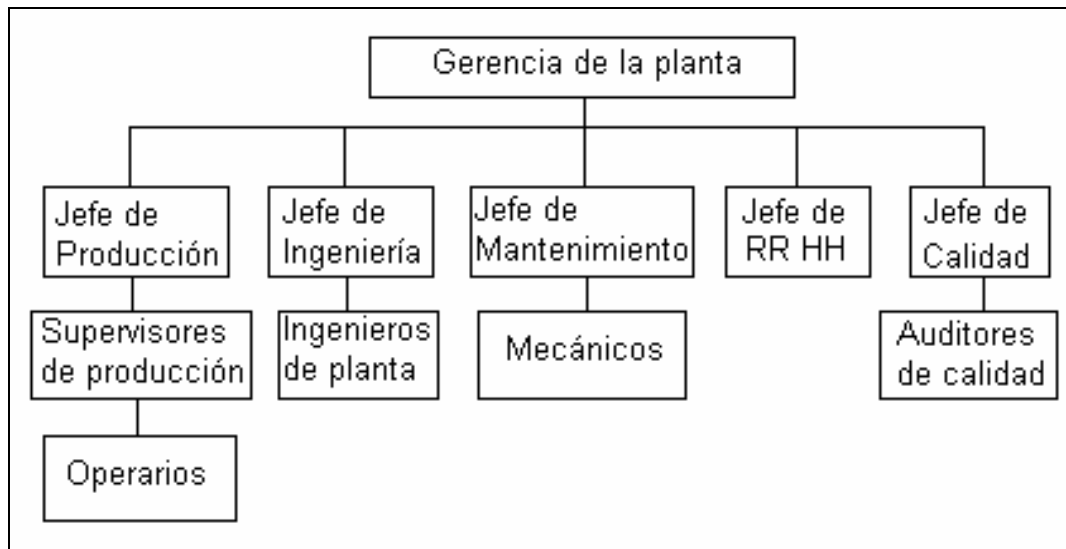 Gerencia de la planta
Jefe de
Producción
Jefe de
Ingeniería
Jefe de
Mantenimiento
Jefe de
RR HH
Jefe de
Calidad
Supervisores
de producción
Ingenieros
de planta
Mecánicos
Auditores
de calidad
Operarios